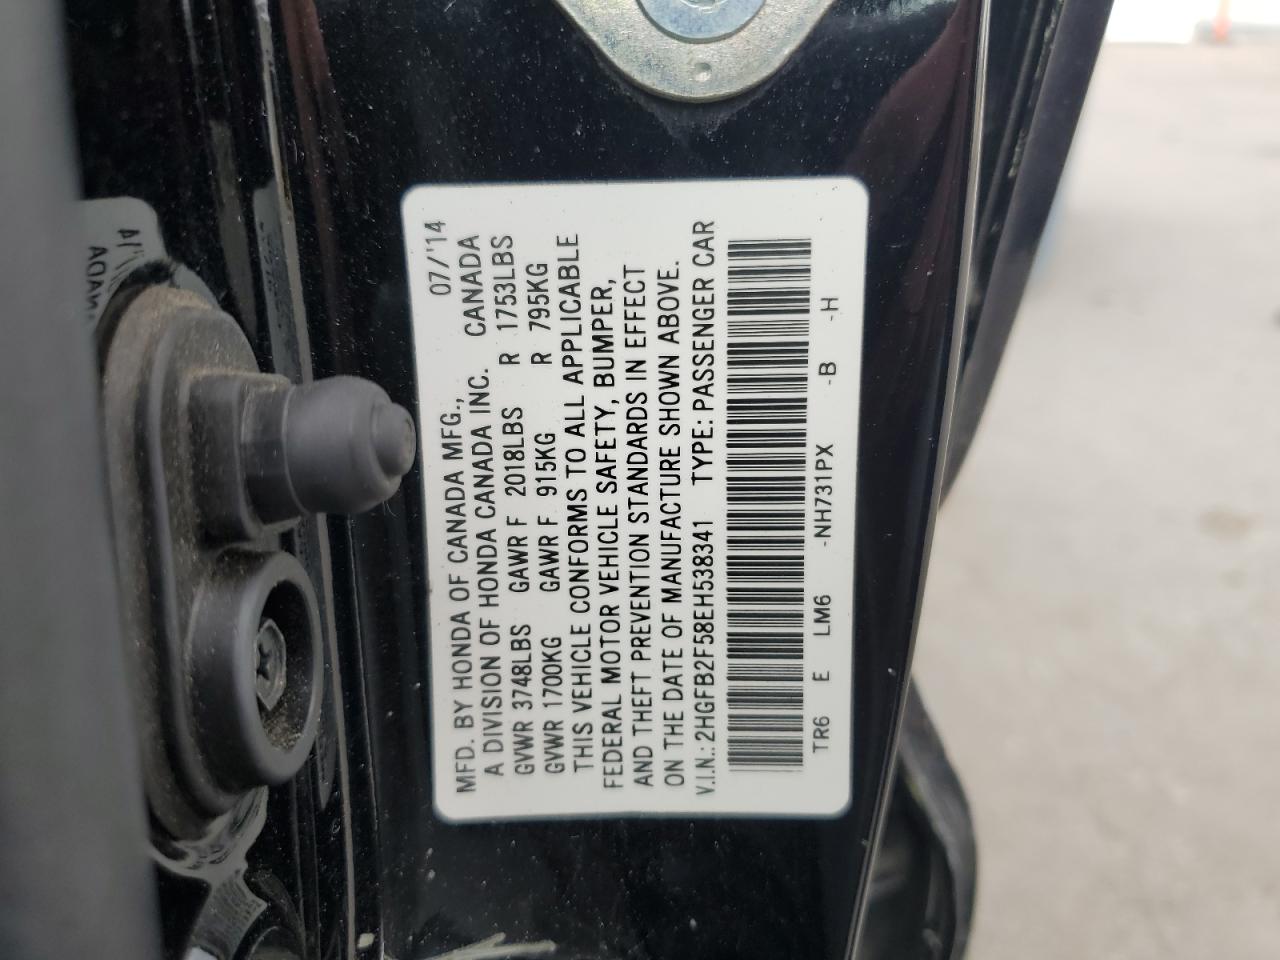 MFD. BY HONDA OF CANADA MFG., 07/'14
A DIVISION OF HONDA CANADA INC. CANADA
GVWR 3748LBS GAWR F 2018LBS R 1753LBS
GVWR 1700KG GAWR F 915KG R 795KG
THIS VEHICLE CONFORMS TO ALL APPLICABLE
FEDERAL MOTOR VEHICLE SAFETY, BUMPER,
AND THEFT PREVENTION STANDARDS IN EFFECT
ON THE DATE OF MANUFACTURE SHOWN ABOVE.
V.I.N.: 2HGFB2F58EH538341 TYPE: PASSENGER CAR
TR6 E LM6 -NH731PX -B -H